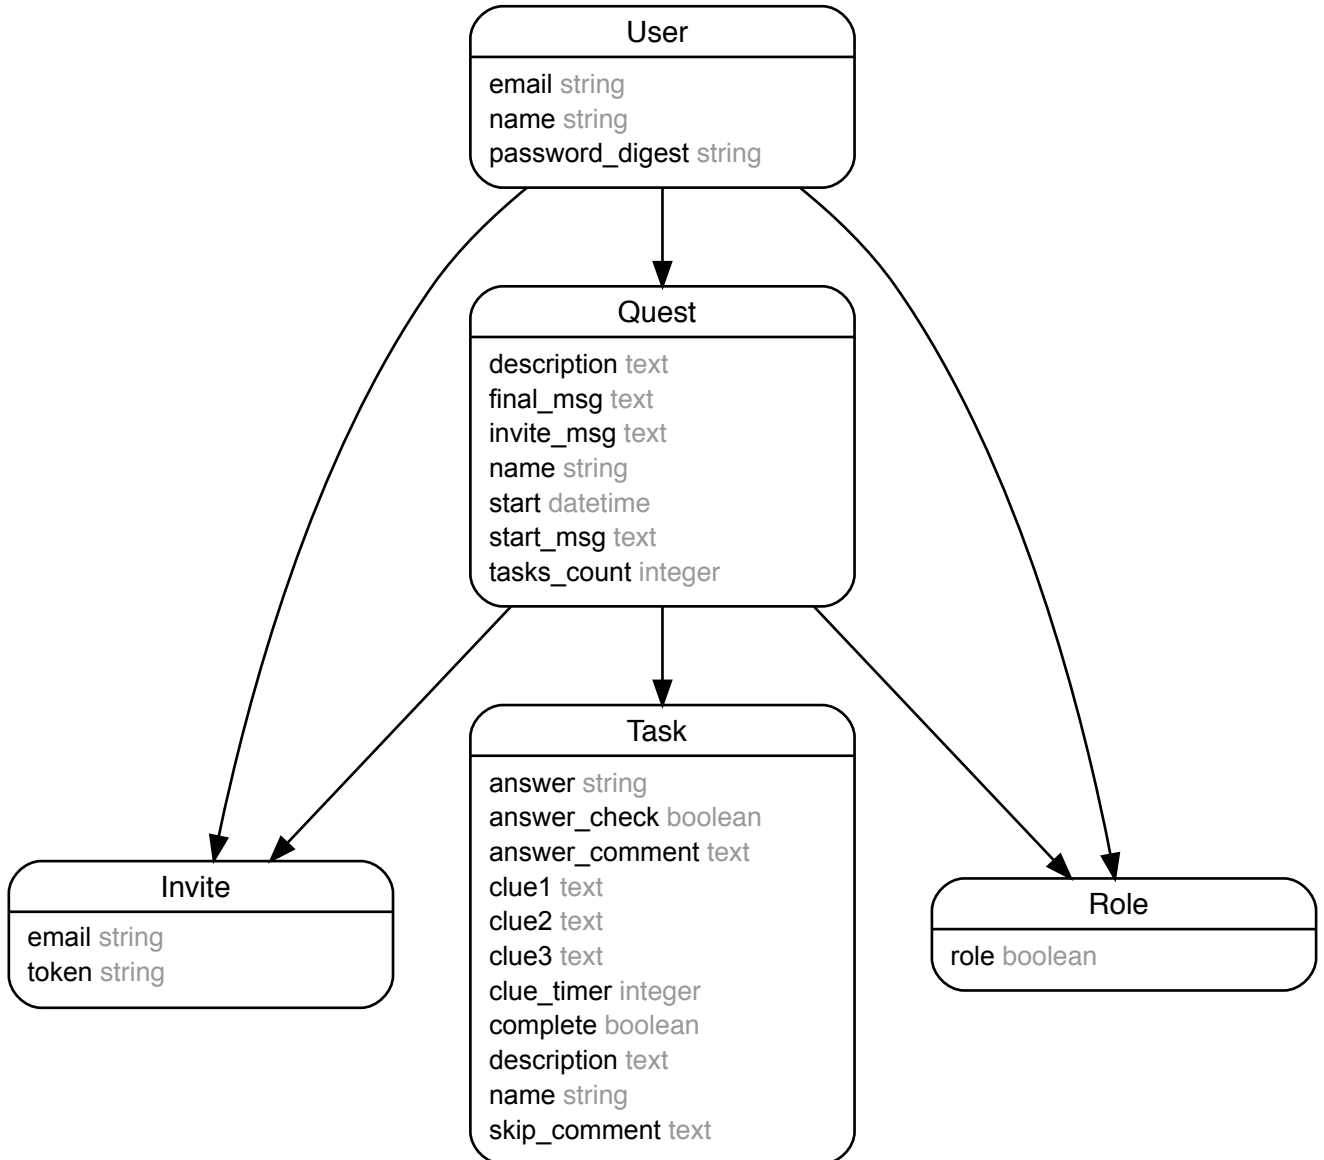 User
email string
name string
password_digest string
Quest
description text
final_msg text
invite_msg text
name string
start datetime
start_msg text
tasks_count integer
Task
answer string
answer_check boolean
answer_comment text
clue1 text
clue2 text
clue3 text
clue_timer integer
complete boolean
description text
name string
skip_comment text
Invite
email string
token string
Role
role boolean